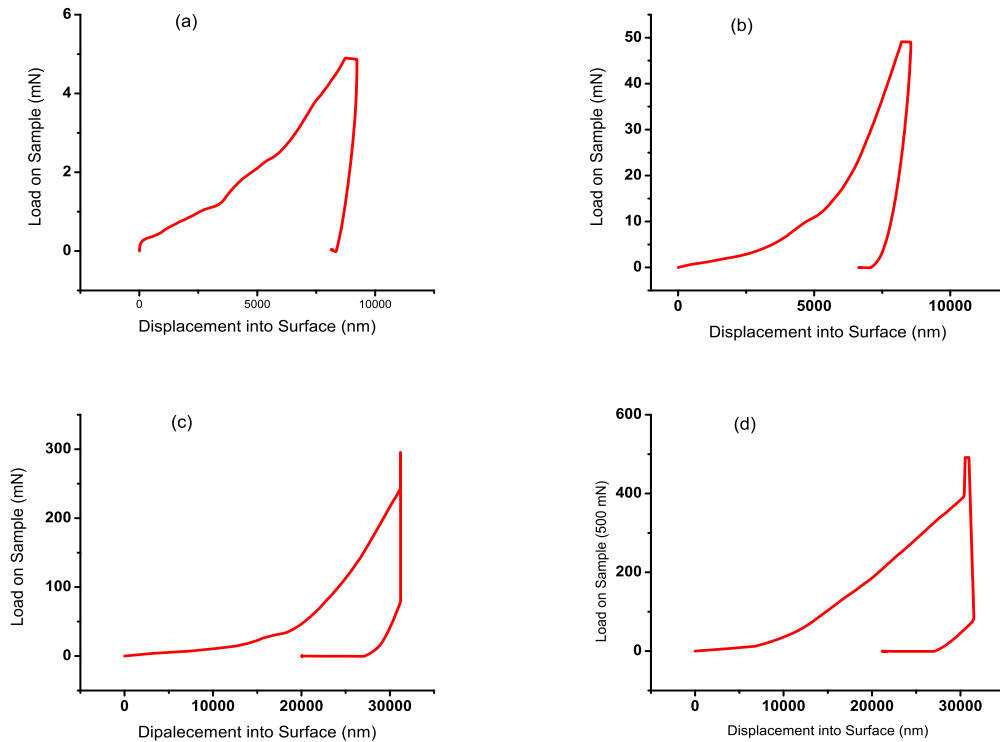 (a)
6
4
2
0
Load on Sample (mN)
0 5000 10000
Displacement into Surface (nm)
(b)
50
40
30
20
10
0
Load on Sample (mN)
0 5000 10000
Displacement into Surface (nm)
(c)
300
200
100
0
Load on Sample (mN)
0 10000 20000 30000
Dipalecement into Surface (nm)
(d)
600
400
200
0
Load on Sample (500 mN)
0 10000 20000 30000
Displacement into Surface (nm)